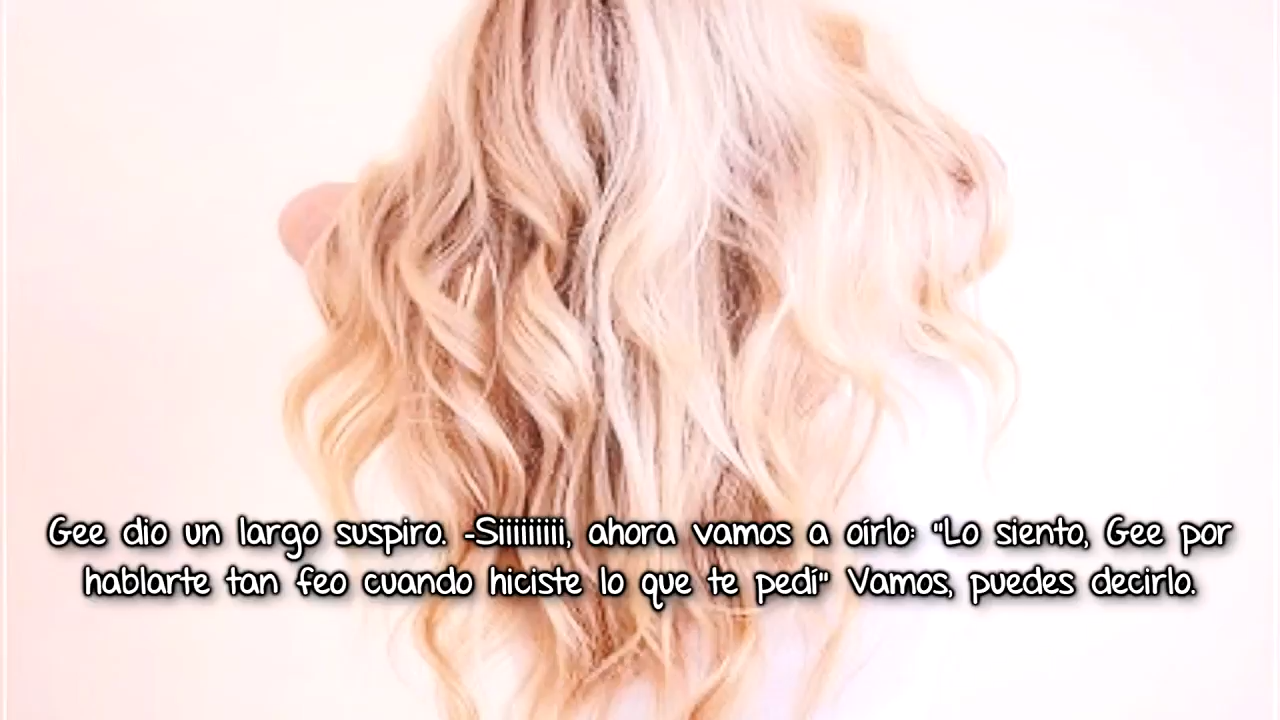 Gee dio un largo suspiro. -Siiiiiiiii, ahora vamos a oírlo: "Lo siento, Gee por
hablarte tan feo cuando hiciste lo que te pedí" Vamos, puedes decirlo.